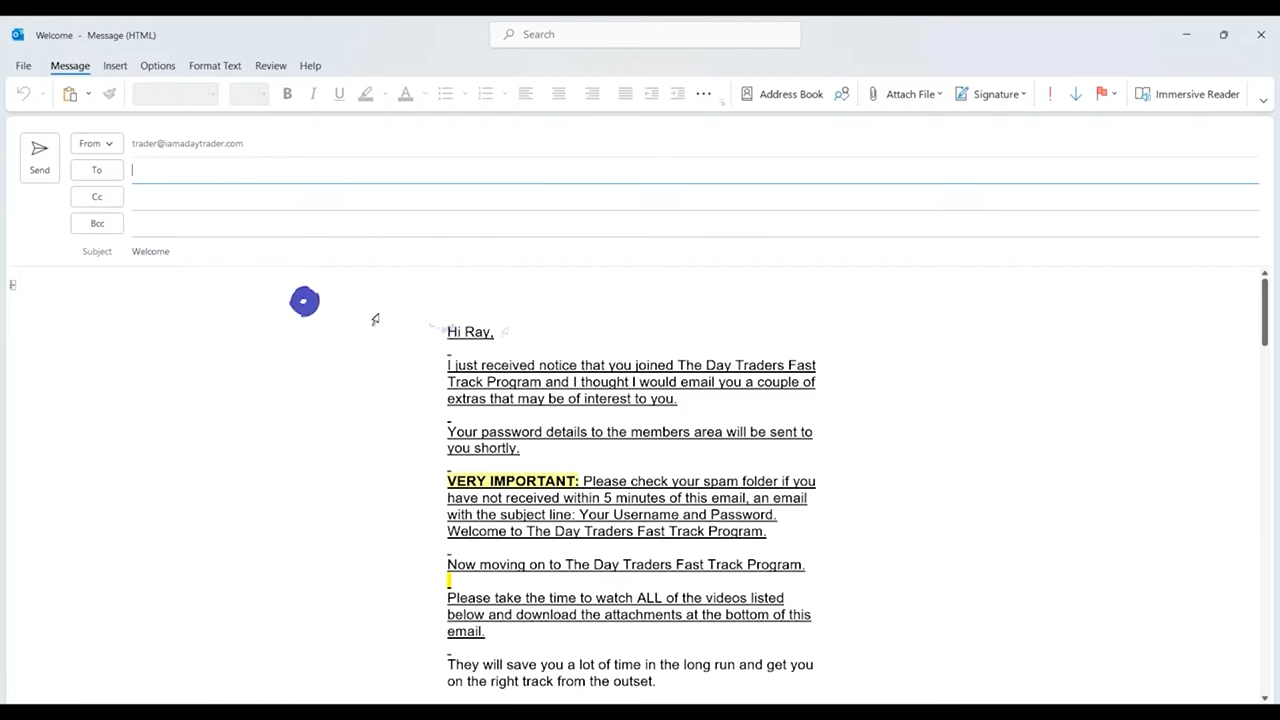 Welcome - Message (HTML)
Search
File Message Insert Options Format Text Review Help
B I U A Address Book Attach File Signature Immersive Reader
From trader@iamadaytrader.com
Send To
Cc
Bcc
Subject Welcome
Hi Ray,
I just received notice that you joined The Day Traders Fast
Track Program and I thought I would email you a couple of
extras that may be of interest to you.
Your password details to the members area will be sent to
you shortly.
VERY IMPORTANT: Please check your spam folder if you
have not received within 5 minutes of this email, an email
with the subject line: Your Username and Password.
Welcome to The Day Traders Fast Track Program.
Now moving on to The Day Traders Fast Track Program.
Please take the time to watch ALL of the videos listed
below and download the attachments at the bottom of this
email.
They will save you a lot of time in the long run and get you
on the right track from the outset.